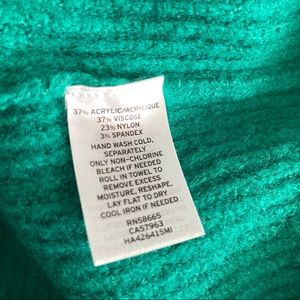 37% ACRYLIC/ACRYLIQUE
37% VISCOSE
23% NYLON
3% SPANDEX
HAND WASH COLD,
SEPARATELY
ONLY NON-CHLORINE
BLEACH IF NEEDED
ROLL IN TOWEL TO
REMOVE EXCESS
MOISTURE, RESHAPE.
LAY FLAT TO DRY
COOL IRON IF NEEDED
RN58665
CA57963
HA426415MI